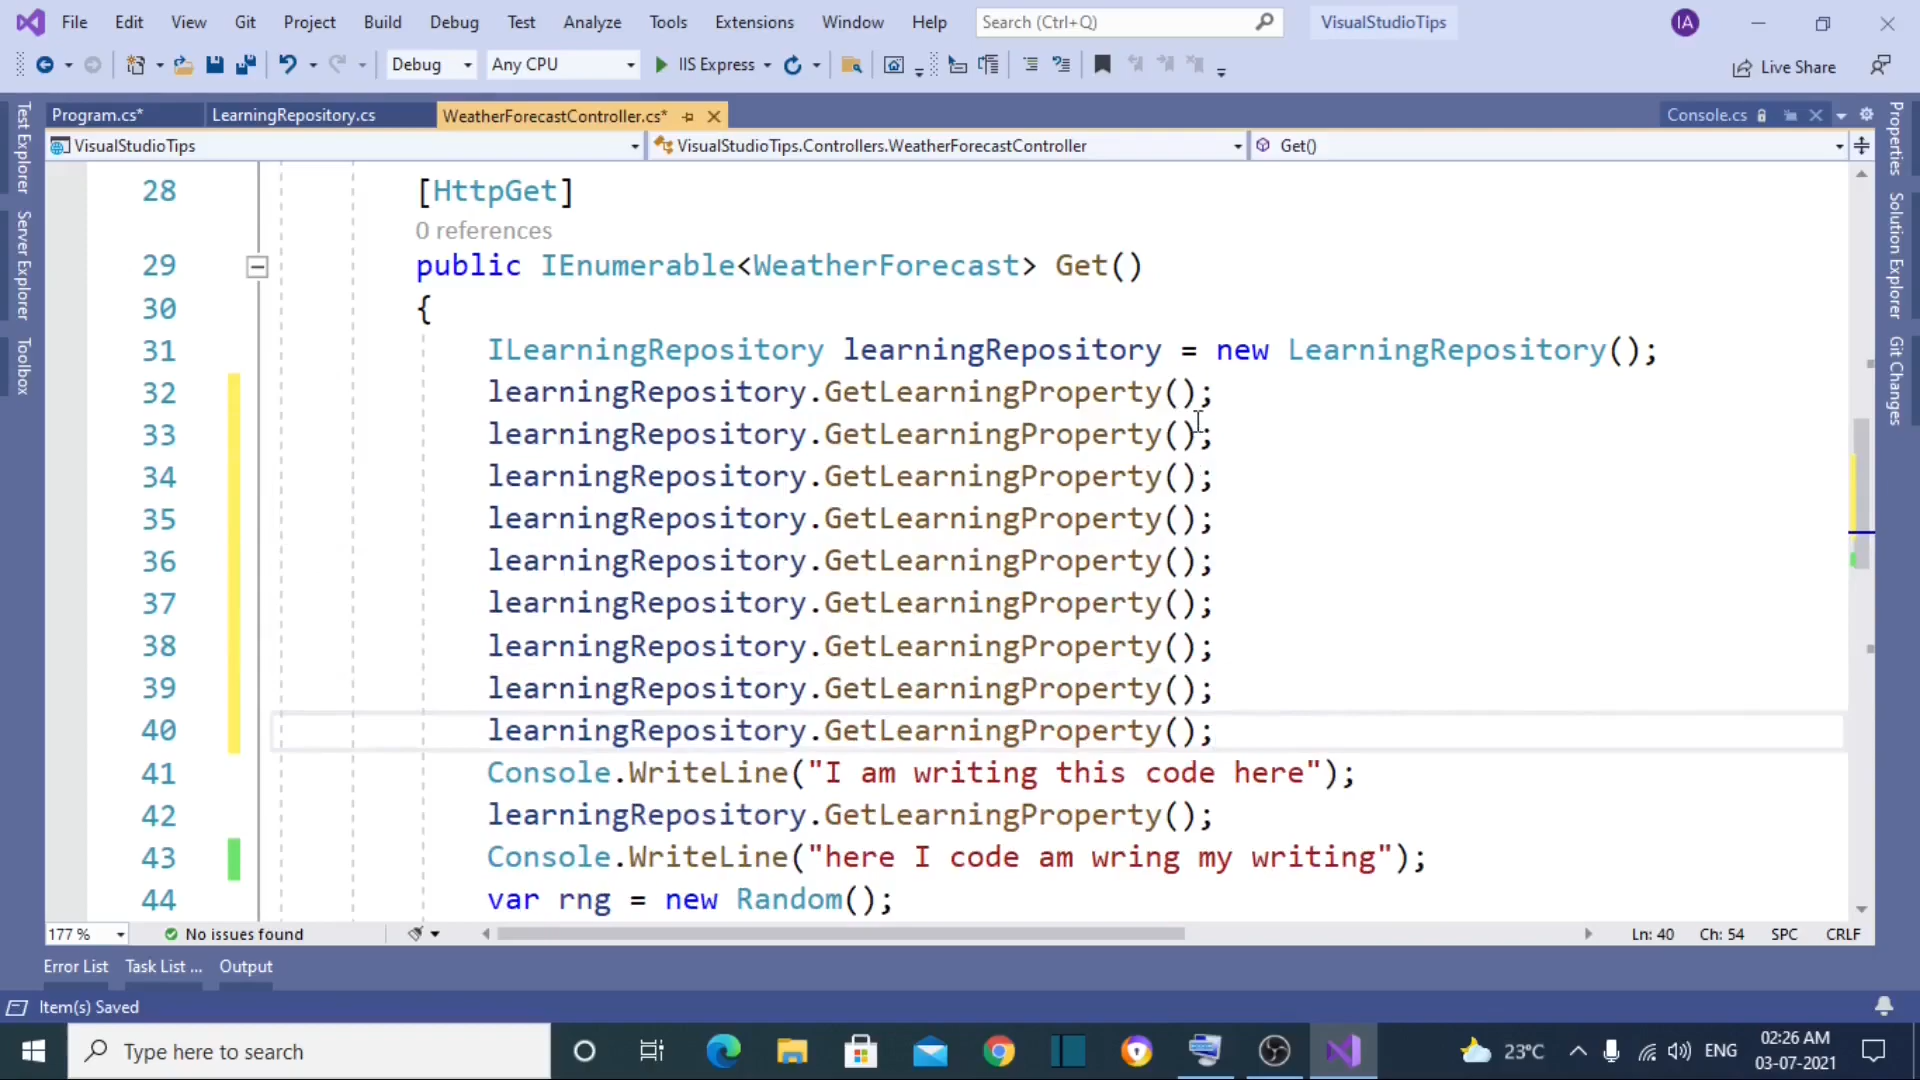 File Edit View Git Project Build Debug Test Analyze Tools Extensions Window Help Search (Ctrl+Q) VisualStudioTips IA
Debug Any CPU IIS Express Live Share
Program.cs* LearningRepository.cs WeatherForecastController.cs* Console.cs
VisualStudioTips VisualStudioTips.Controllers.WeatherForecastController Get()
Test Explorer
Server Explorer
Toolbox
28 [HttpGet]
0 references
29 public IEnumerable<WeatherForecast> Get()
30 {
31 ILearningRepository learningRepository = new LearningRepository();
32 learningRepository.GetLearningProperty();
33 learningRepository.GetLearningProperty();
34 learningRepository.GetLearningProperty();
35 learningRepository.GetLearningProperty();
36 learningRepository.GetLearningProperty();
37 learningRepository.GetLearningProperty();
38 learningRepository.GetLearningProperty();
39 learningRepository.GetLearningProperty();
40 learningRepository.GetLearningProperty();
41 Console.WriteLine("I am writing this code here");
42 learningRepository.GetLearningProperty();
43 Console.WriteLine("here I code am wring my writing");
44 var rng = new Random();
Properties
Solution Explorer
Git Changes
177 % No issues found Ln: 40 Ch: 54 SPC CRLF
Error List Task List ... Output
Item(s) Saved
Type here to search 23°C ENG 02:26 AM
03-07-2021